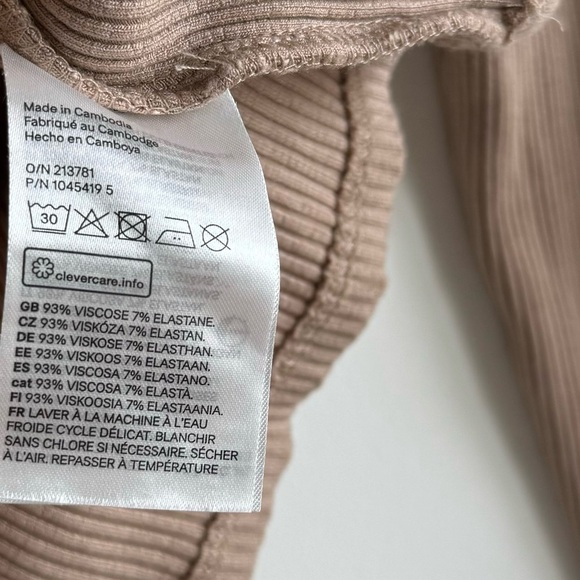 Made in Cambodia
Fabriqué au Cambodge
Hecho en Camboya
O/N 213781
P/N 1045419 5
30
clevercare.info
GB 93% VISCOSE 7% ELASTANE.
CZ 93% VISKÓZA 7% ELASTAN.
DE 93% VISKOSE 7% ELASTHAN.
EE 93% VISKOOS 7% ELASTAAN.
ES 93% VISCOSA 7% ELASTANO.
cat 93% VISCOSA 7% ELASTÀ.
FI 93% VISKOOSIA 7% ELASTAANIA.
FR LAVER À LA MACHINE À L'EAU
FROIDE CYCLE DÉLICAT. BLANCHIR
SANS CHLORE SI NÉCESSAIRE. SÉCHER
À L'AIR. REPASSER À TEMPÉRATURE